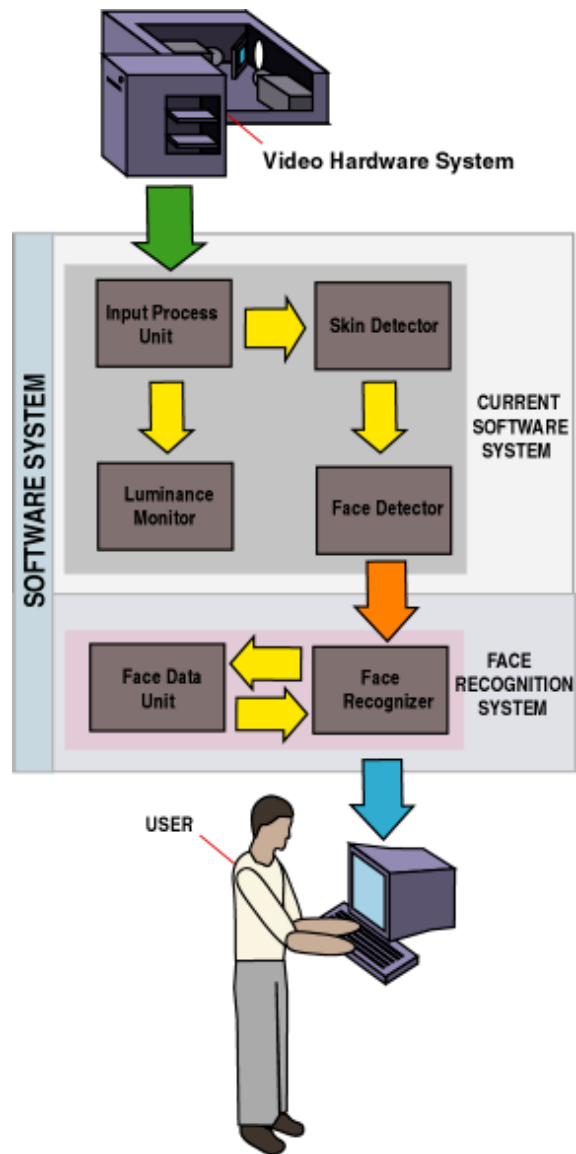 Video Hardware System
SOFTWARE SYSTEM
Input Process
Unit
Skin Detector
CURRENT
SOFTWARE
SYSTEM
Luminance
Monitor
Face Detector
Face Data
Unit
Face
Recognizer
FACE
RECOGNITION
SYSTEM
USER